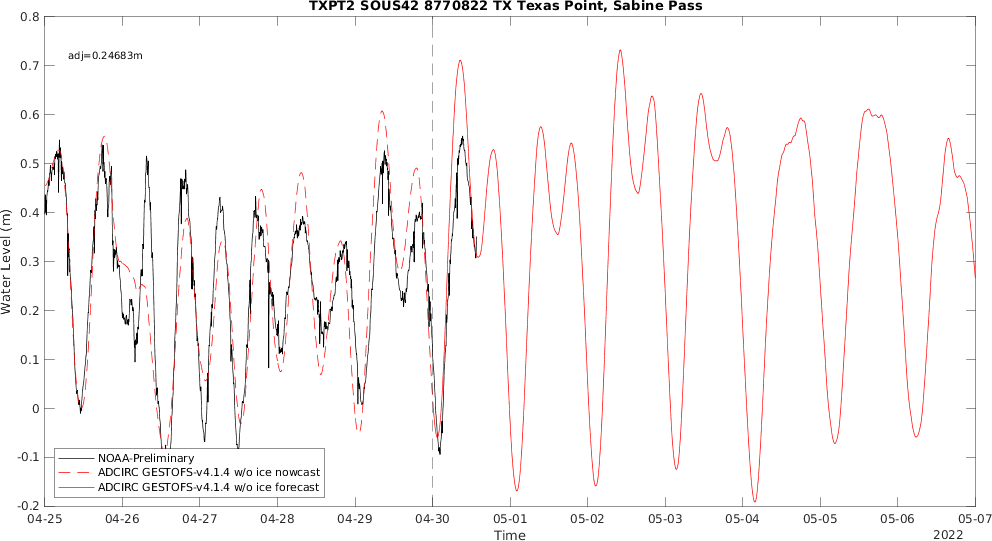 TXPT2 SOUS42 8770822 TX Texas Point, Sabine Pass
0.8
0.7
0.6
0.5
0.4
0.3
0.2
0.1
0
-0.1
-0.2
Water Level (m)
adj=0.24683m
NOAA-Preliminary
ADCIRC GESTOFS-v4.1.4 w/o ice nowcast
ADCIRC GESTOFS-v4.1.4 w/o ice forecast
04-25 04-26 04-27 04-28 04-29 04-30 05-01 05-02 05-03 05-04 05-05 05-06 05-07
Time
2022